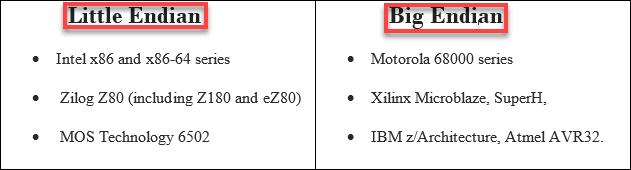 Little Endian
Intel x86 and x86-64 series
Zilog Z80 (including Z180 and eZ80)
MOS Technology 6502
Big Endian
Motorola 68000 series
Xilinx Microblaze, SuperH,
IBM z/Architecture, Atmel AVR32.